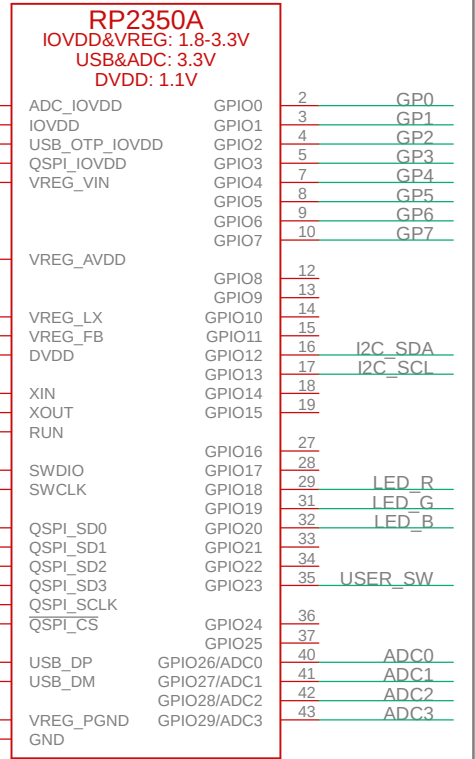 RP2350A
IOVDD&VREG: 1.8-3.3V
USB&ADC: 3.3V
DVDD: 1.1V
ADC_IOVDD GPIO0 2 GP0
IOVDD GPIO1 3 GP1
USB_OTP_IOVDD GPIO2 4 GP2
QSPI_IOVDD GPIO3 5 GP3
VREG_VIN GPIO4 7 GP4
GPIO5 8 GP5
GPIO6 9 GP6
GPIO7 10 GP7
VREG_AVDD
GPIO8 12
GPIO9 13
VREG_LX GPIO10 14
VREG_FB GPIO11 15
DVDD GPIO12 16 I2C_SDA
GPIO13 17 I2C_SCL
XIN GPIO14 18
XOUT GPIO15 19
RUN
GPIO16 27
SWDIO GPIO17 28
SWCLK GPIO18 29 LED_R
GPIO19 31 LED_G
QSPI_SD0 GPIO20 32 LED_B
QSPI_SD1 GPIO21 33
QSPI_SD2 GPIO22 34
QSPI_SD3 GPIO23 35 USER_SW
QSPI_SCLK
QSPI_CS GPIO24 36
GPIO25 37
USB_DP GPIO26/ADC0 40 ADC0
USB_DM GPIO27/ADC1 41 ADC1
GPIO28/ADC2 42 ADC2
VREG_PGND GPIO29/ADC3 43 ADC3
GND